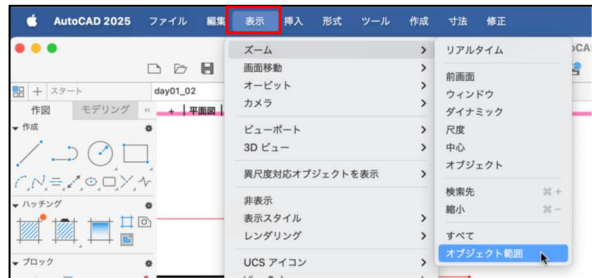 AutoCAD 2025 ファイル 編集 表示 挿入 形式 ツール 作成 寸法 修正
スタート
day01_02
作図 モデリング
+ 平面図
作成
ハッチング
ブロック
ズーム
画面移動
オービット
カメラ
ビューポート
3D ビュー
異尺度対応オブジェクトを表示
非表示
表示スタイル
レンダリング
UCS アイコン
リアルタイム
前画面
ウィンドウ
ダイナミック
尺度
中心
オブジェクト
検索先 ⌘ +
縮小 ⌘ −
すべて
オブジェクト範囲